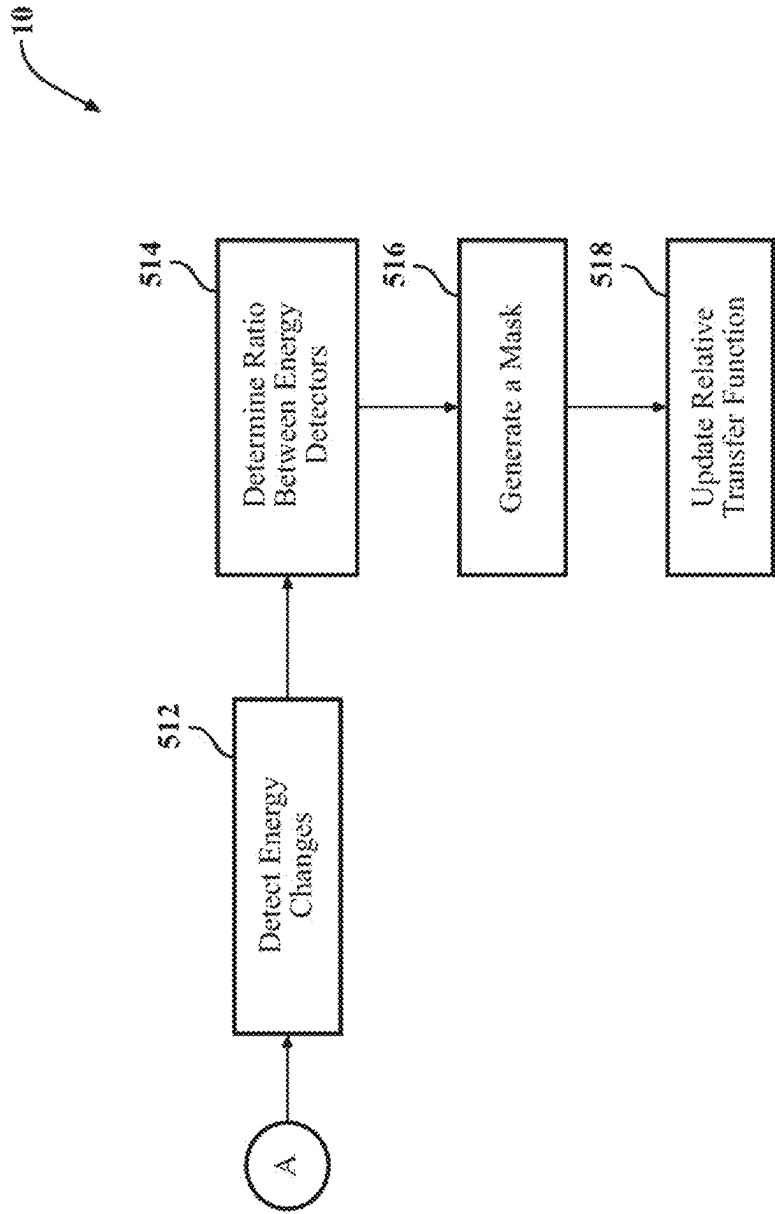 10
A
512
Detect Energy
Changes
514
Determine Ratio
Between Energy
Detectors
516
Generate a Mask
518
Update Relative
Transfer Function